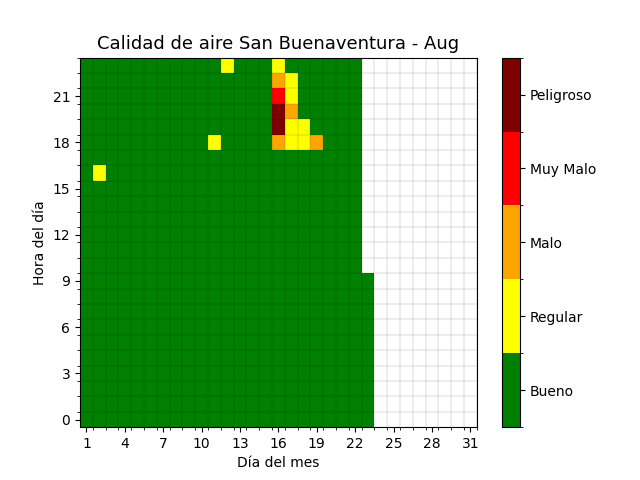 Calidad de aire San Buenaventura - Aug
Hora del día
21
18
15
12
9
6
3
0
1 4 7 10 13 16 19 22 25 28 31
Día del mes
Peligroso
Muy Malo
Malo
Regular
Bueno